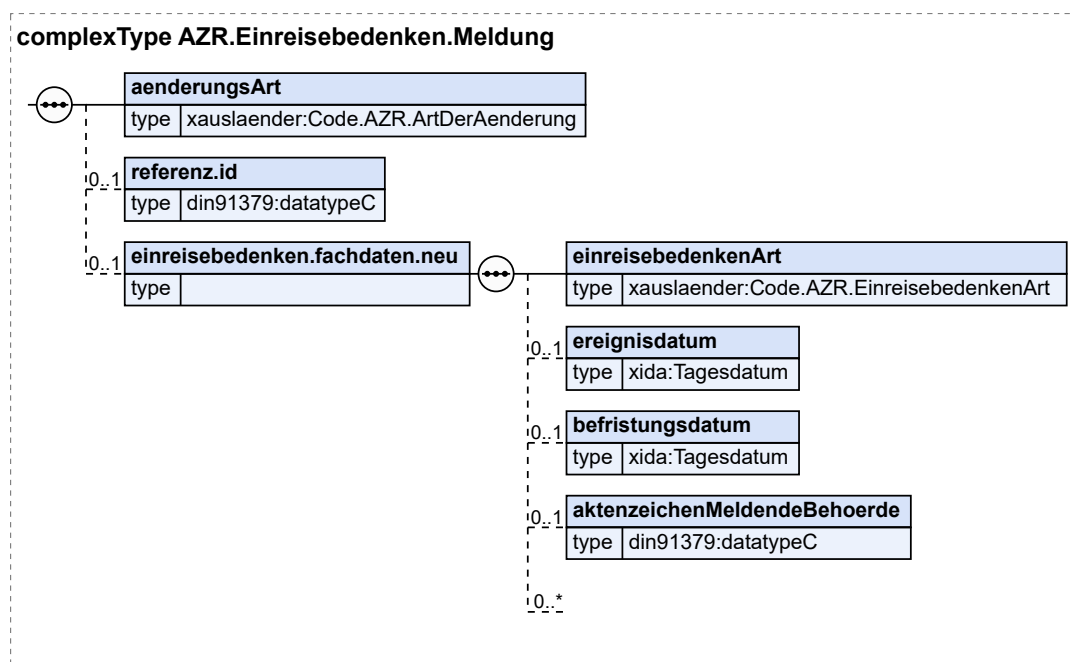 complexType AZR.Einreisebedenken.Meldung
aenderungsArt
type xauslaender:Code.AZR.ArtDerAenderung
0..1 referenz.id
type din91379:datatypeC
0..1 einreisebedenken.fachdaten.neu
type
einreisebedenkenArt
type xauslaender:Code.AZR.EinreisebedenkenArt
0..1 ereignisdatum
type xida:Tagesdatum
0..1 befristungsdatum
type xida:Tagesdatum
0..1 aktenzeichenMeldendeBehoerde
type din91379:datatypeC
0..*